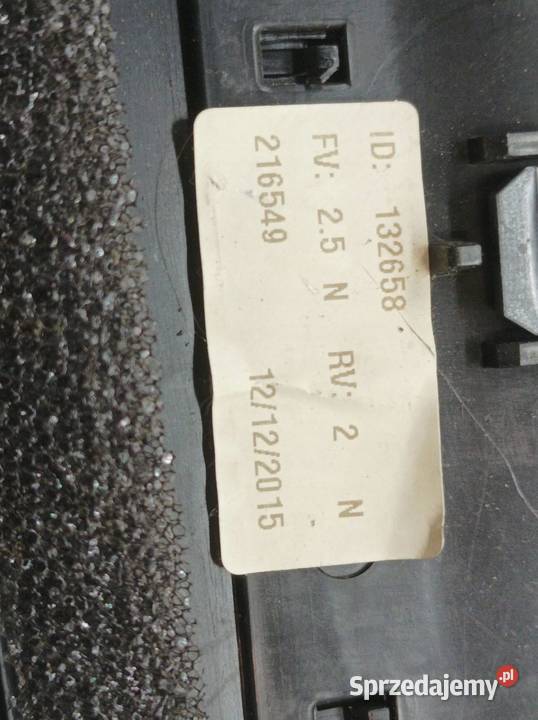 ID: 132658
FV: 2.5 N RV: 2 N
216549 12/12/2015
Sprzedajemy.pl